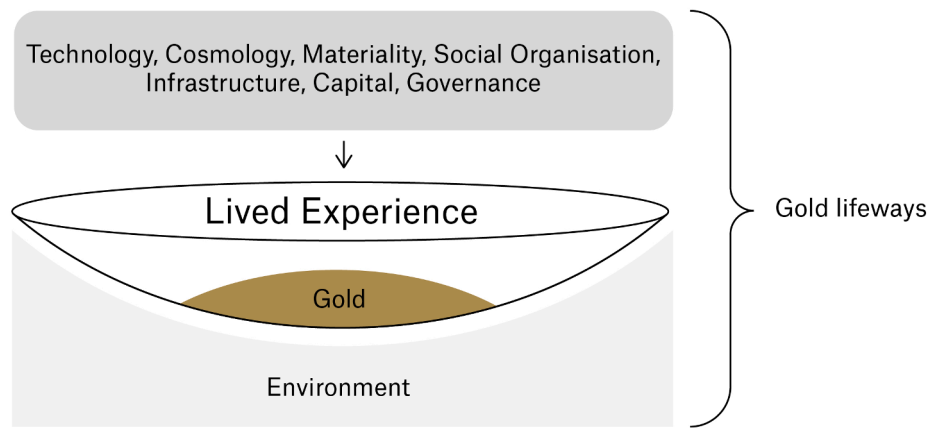 Technology, Cosmology, Materiality, Social Organisation,
Infrastructure, Capital, Governance
Lived Experience
Gold lifeways
Gold
Environment